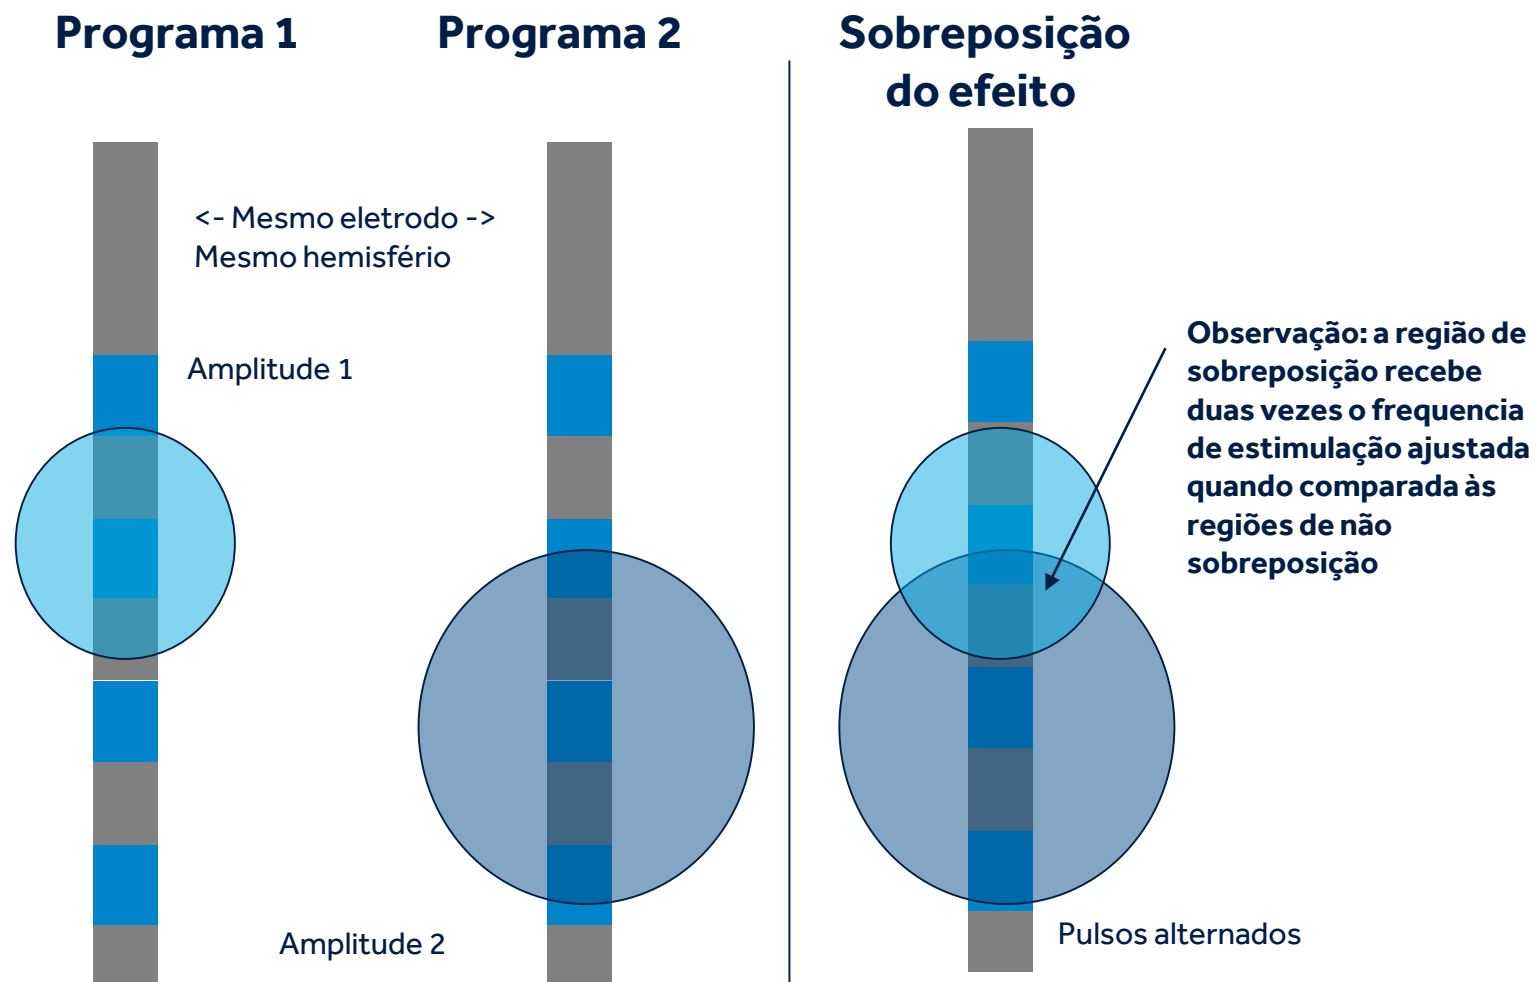 Programa 1
Programa 2
Sobreposição
do efeito
<- Mesmo eletrodo ->
Mesmo hemisfério
Amplitude 1
Observação: a região de
sobreposição recebe
duas vezes o frequencia
de estimulação ajustada
quando comparada às
regiões de não
sobreposição
Amplitude 2
Pulsos alternados